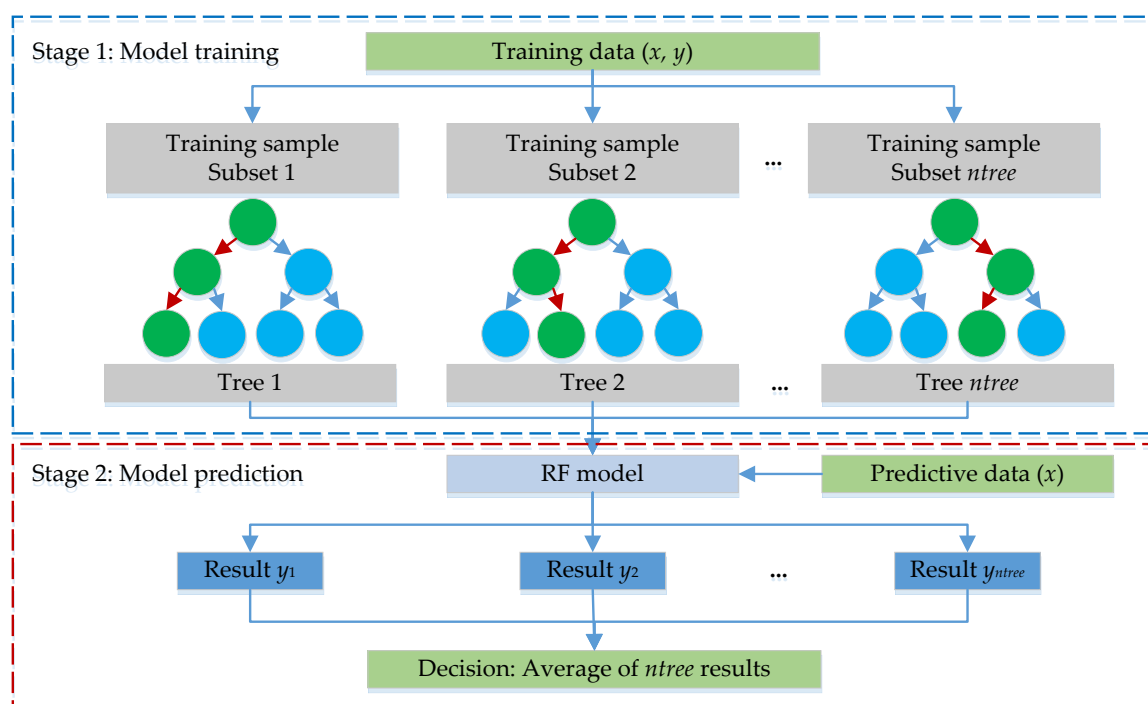 Stage 1: Model training
Training data (x, y)
Training sample
Subset 1
Training sample
Subset 2
...
Training sample
Subset ntree
Tree 1
Tree 2
...
Tree ntree
Stage 2: Model prediction
RF model
Predictive data (x)
Result y1
Result y2
...
Result yntree
Decision: Average of ntree results